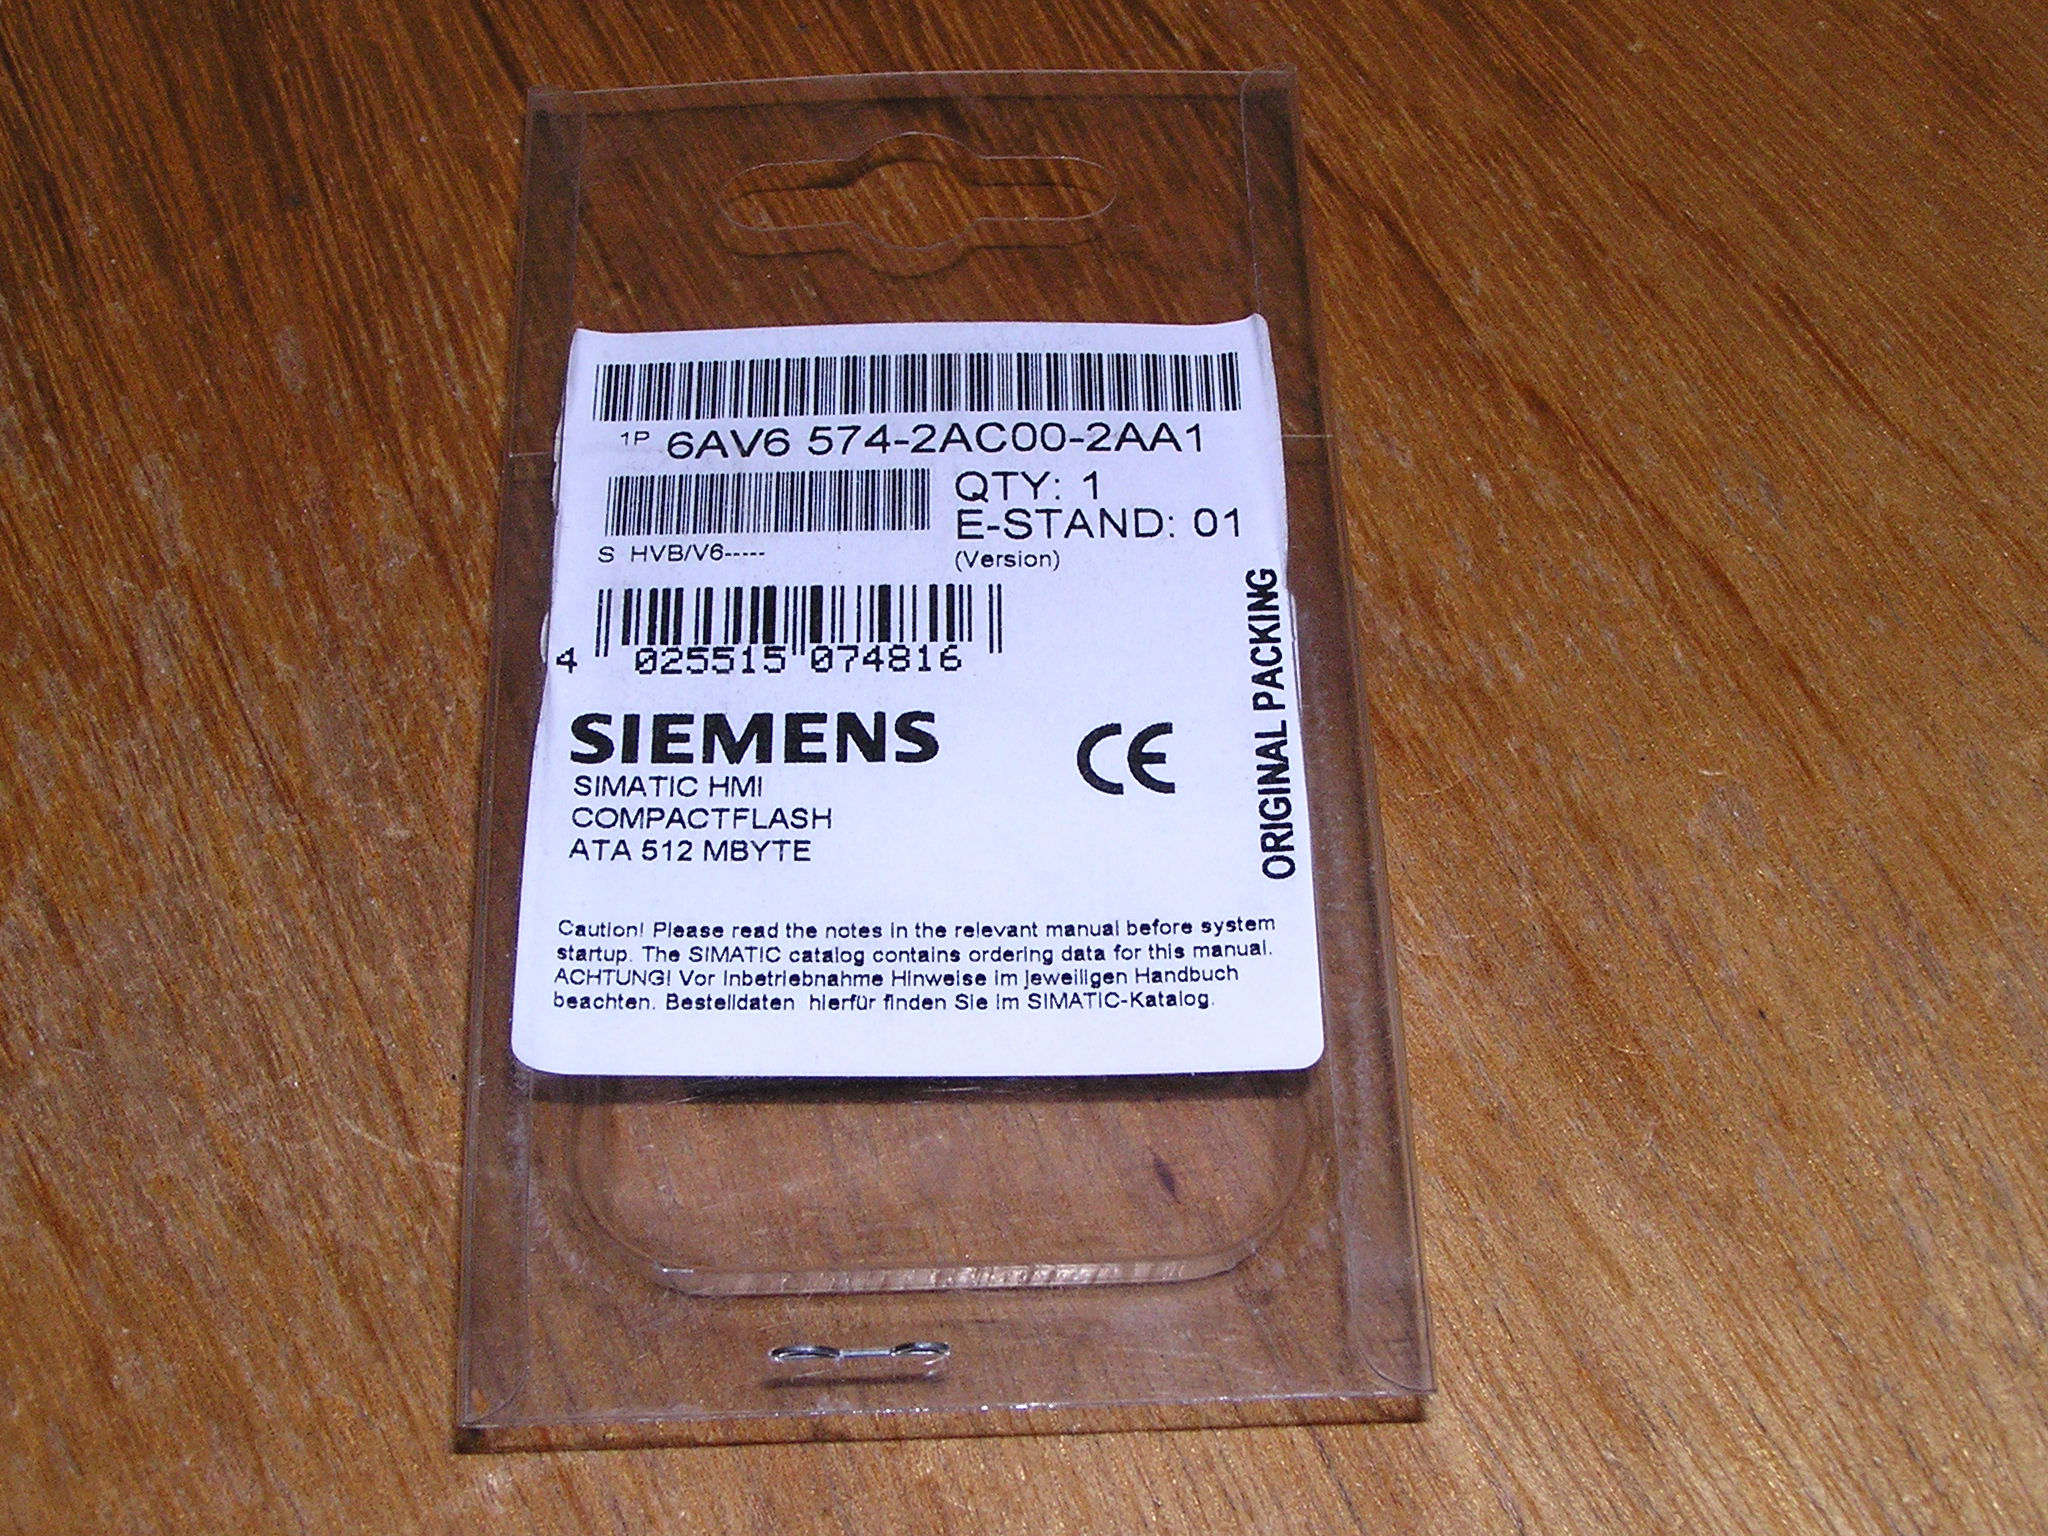 1P 6AV6 574-2AC00-2AA1
QTY: 1
E-STAND: 01
(Version)
S HVB/V6-----
4 025515 074816
SIEMENS
CE
SIMATIC HMI
COMPACTFLASH
ATA 512 MBYTE
ORIGINAL PACKING
Caution! Please read the notes in the relevant manual before system
startup. The SIMATIC catalog contains ordering data for this manual.
ACHTUNG! Vor Inbetriebnahme Hinweise im jeweiligen Handbuch
beachten. Bestelldaten hierfür finden Sie im SIMATIC-Katalog.